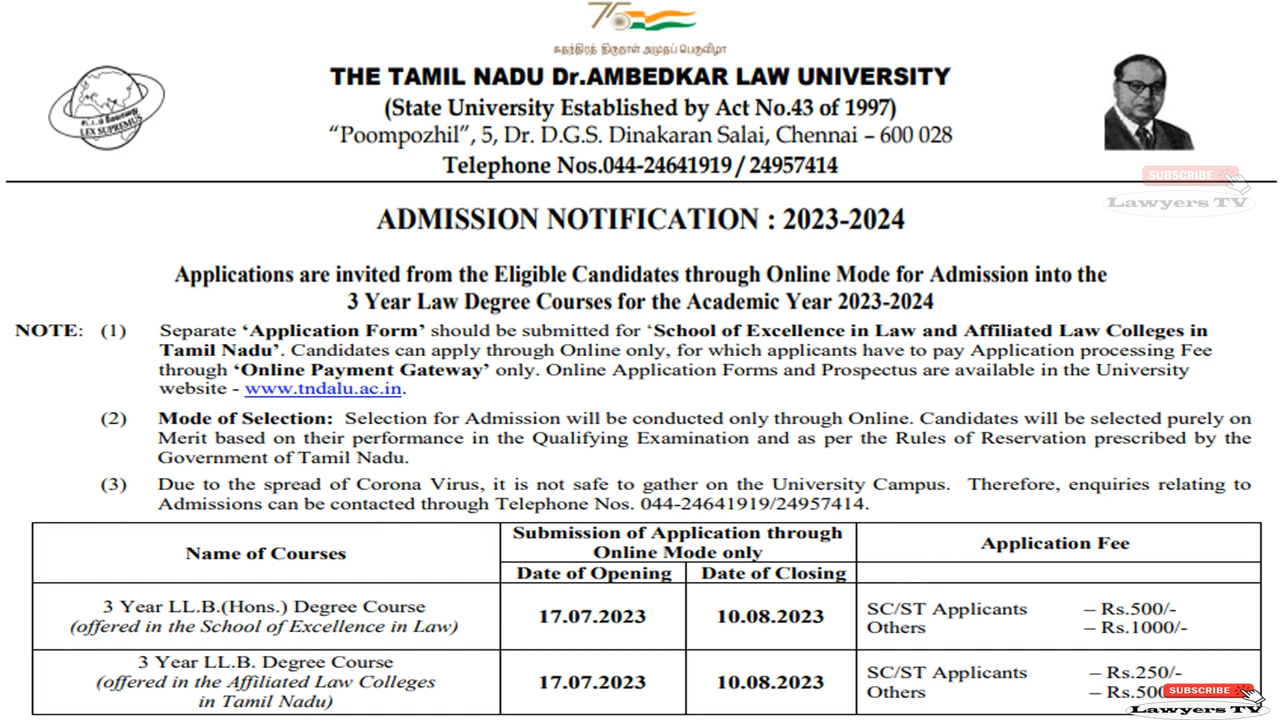 75
சுதந்திரத் திருநாள் அமுதப் பெருவிழா
THE TAMIL NADU Dr.AMBEDKAR LAW UNIVERSITY
(State University Established by Act No.43 of 1997)
“Poompozhil”, 5, Dr. D.G.S. Dinakaran Salai, Chennai – 600 028
Telephone Nos.044-24641919 / 24957414
LEX SUPREMUS
SUBSCRIBE
Lawyers TV
ADMISSION NOTIFICATION : 2023-2024
Applications are invited from the Eligible Candidates through Online Mode for Admission into the
3 Year Law Degree Courses for the Academic Year 2023-2024
NOTE: (1) Separate ‘Application Form’ should be submitted for ‘School of Excellence in Law and Affiliated Law Colleges in
Tamil Nadu’. Candidates can apply through Online only, for which applicants have to pay Application processing Fee
through ‘Online Payment Gateway’ only. Online Application Forms and Prospectus are available in the University
website - www.tndalu.ac.in.
(2) Mode of Selection: Selection for Admission will be conducted only through Online. Candidates will be selected purely on
Merit based on their performance in the Qualifying Examination and as per the Rules of Reservation prescribed by the
Government of Tamil Nadu.
(3) Due to the spread of Corona Virus, it is not safe to gather on the University Campus. Therefore, enquiries relating to
Admissions can be contacted through Telephone Nos. 044-24641919/24957414.
Name of Courses
Submission of Application through
Online Mode only
Application Fee
Date of Opening
Date of Closing
3 Year LL.B.(Hons.) Degree Course
(offered in the School of Excellence in Law)
17.07.2023
10.08.2023
SC/ST Applicants – Rs.500/-
Others – Rs.1000/-
3 Year LL.B. Degree Course
(offered in the Affiliated Law Colleges
in Tamil Nadu)
17.07.2023
10.08.2023
SC/ST Applicants – Rs.250/-
Others – Rs.500
SUBSCRIBE
Lawyers TV